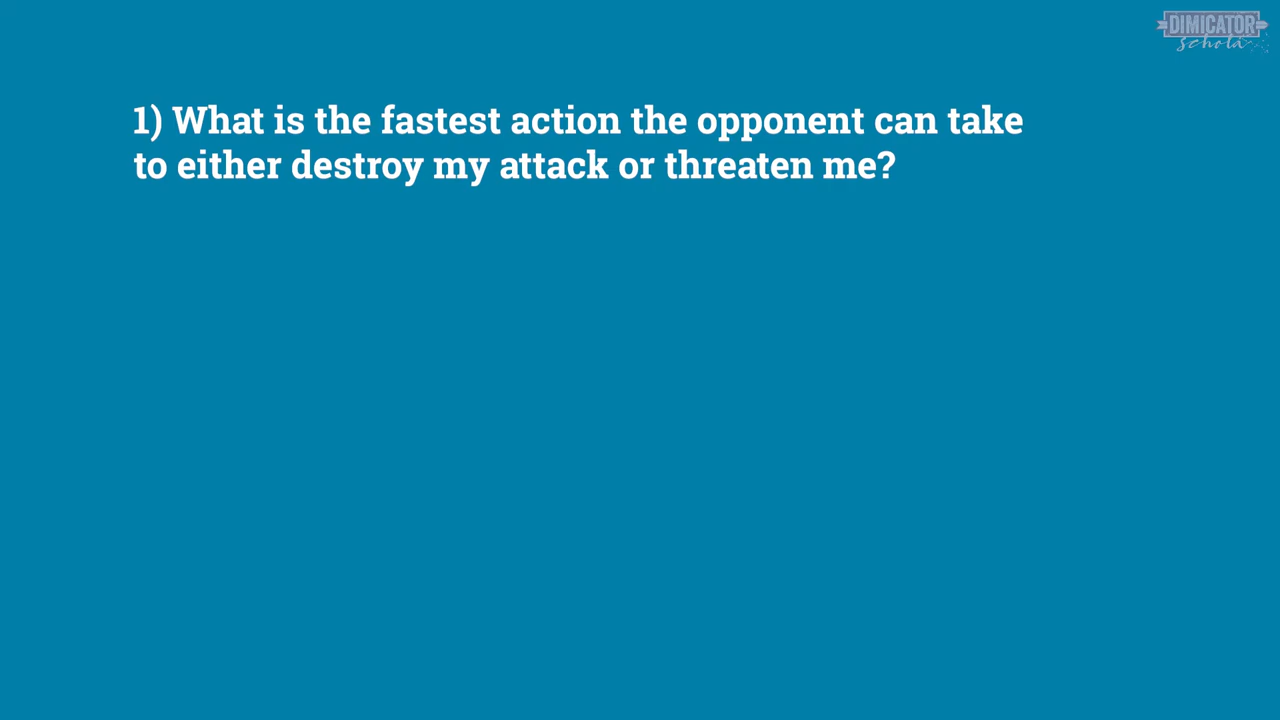 DIMICATOR
schola
1) What is the fastest action the opponent can take
to either destroy my attack or threaten me?